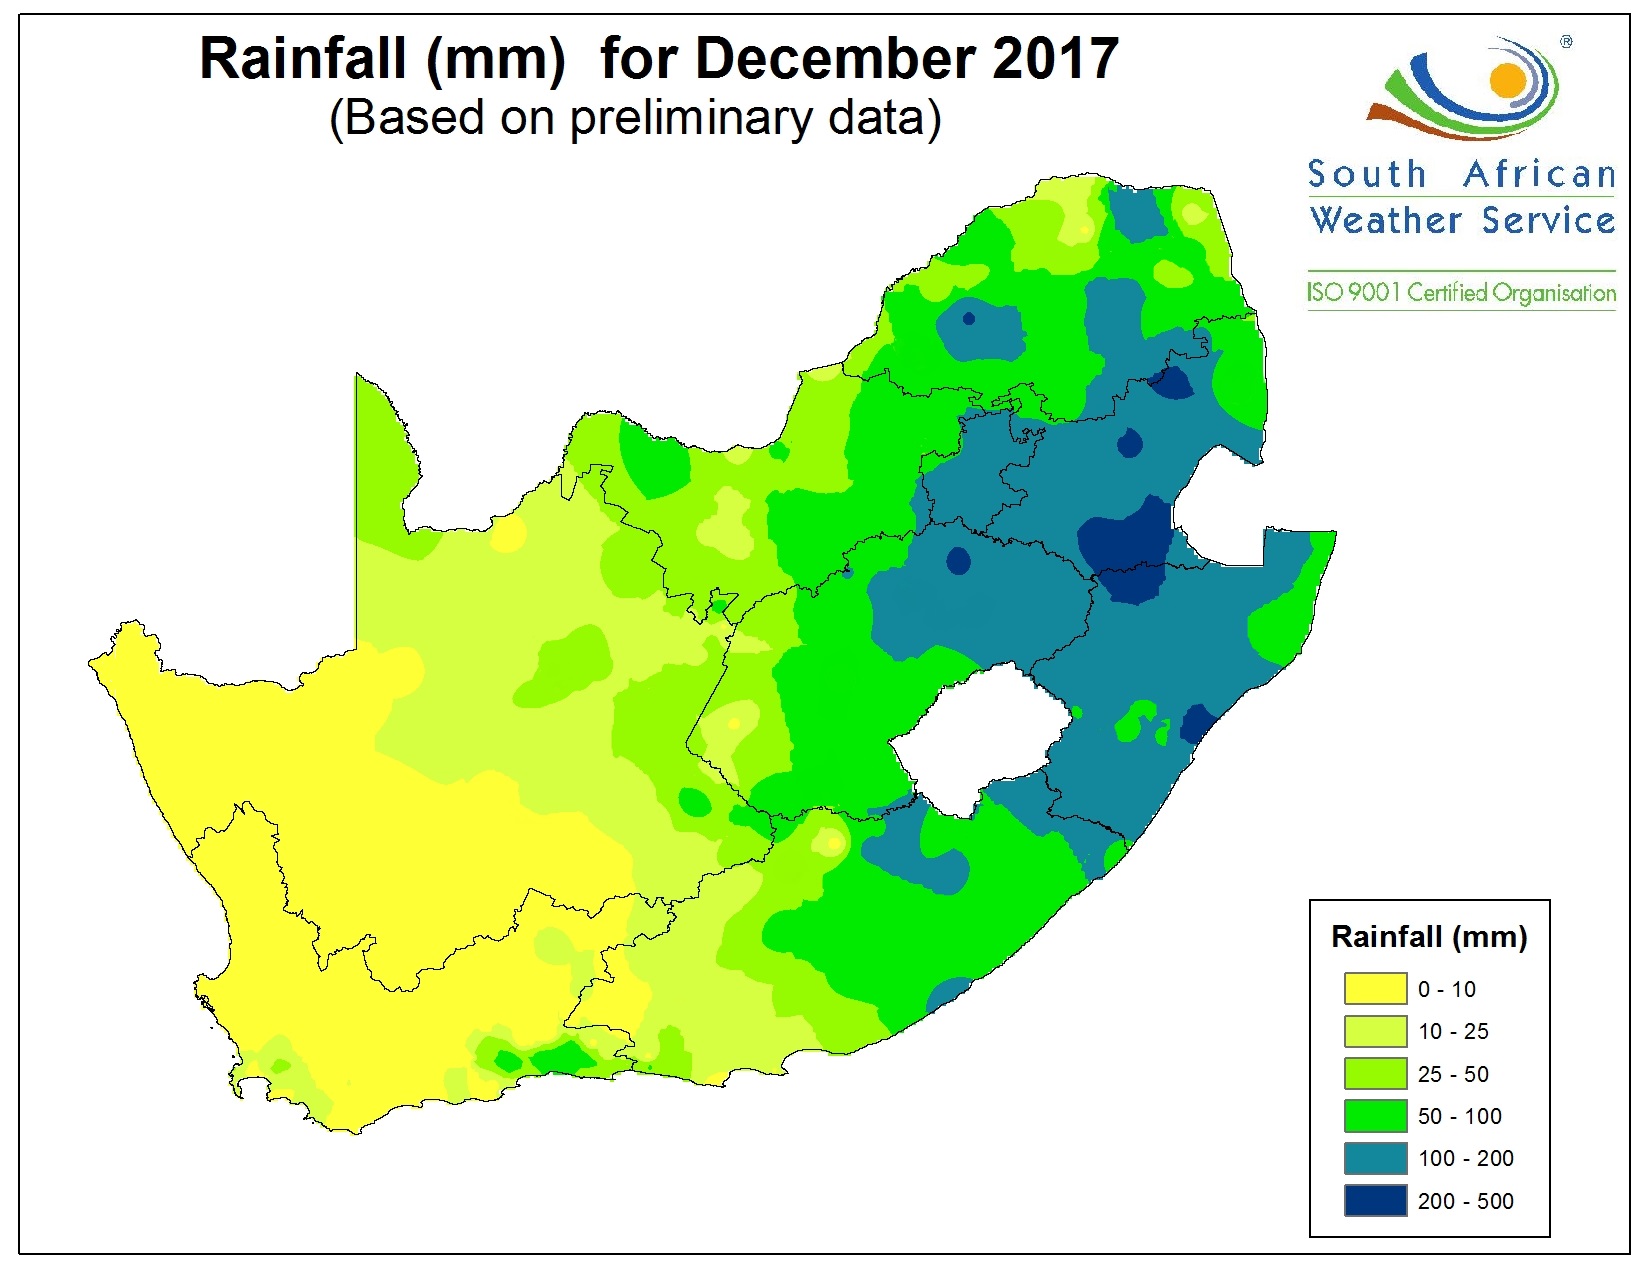 Rainfall (mm) for December 2017
(Based on preliminary data)
®
South African
Weather Service
ISO 9001 Certified Organisation
Rainfall (mm)
0 - 10
10 - 25
25 - 50
50 - 100
100 - 200
200 - 500